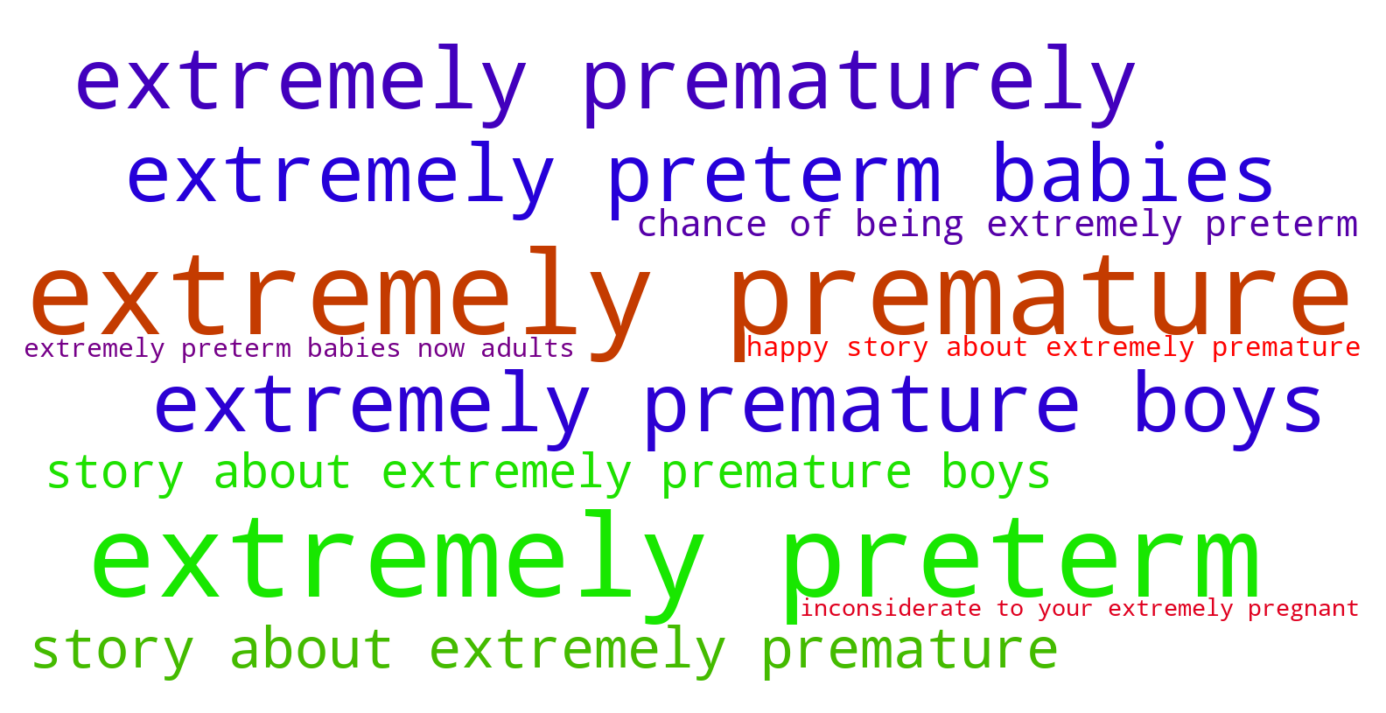 extremely prematurely
extremely preterm babies
chance of being extremely preterm
extremely premature
extremely preterm babies now adults
happy story about extremely premature
extremely premature boys
story about extremely premature boys
extremely preterm
inconsiderate to your extremely pregnant
story about extremely premature